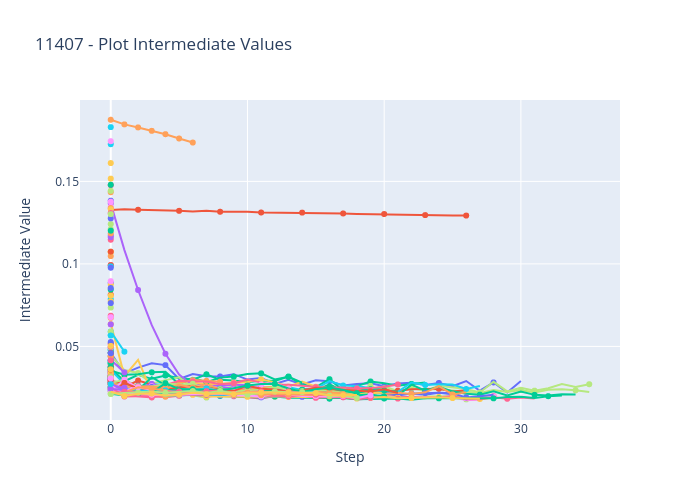 11407 - Plot Intermediate Values
0.15
0.1
0.05
0
10
20
30
Intermediate Value
Step